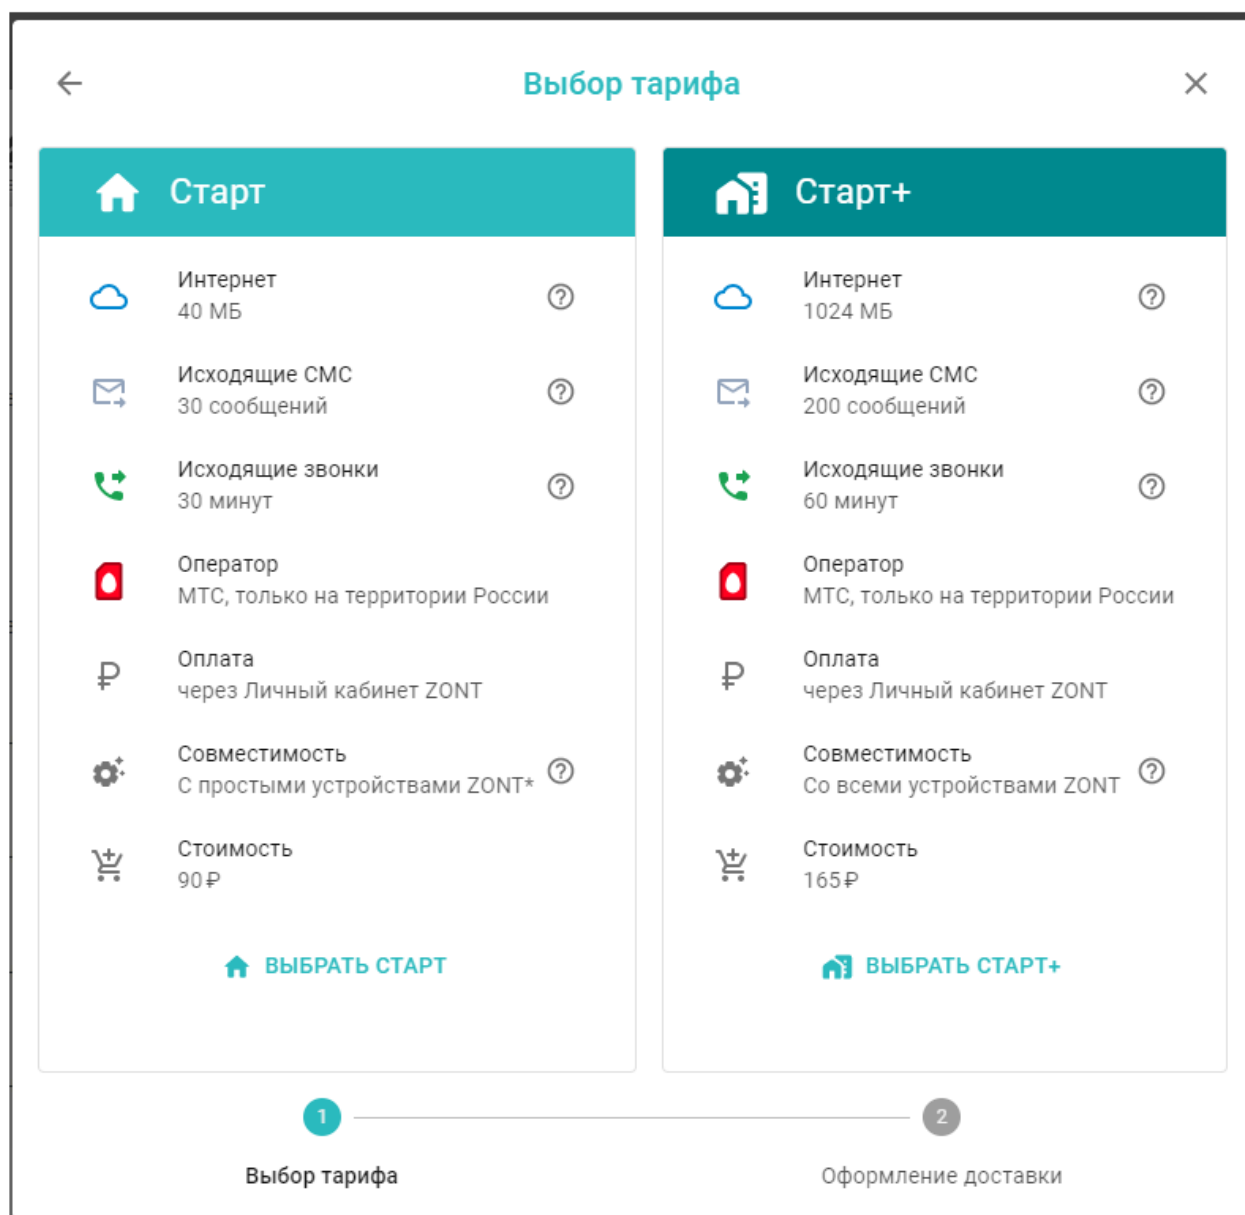 Выбор тарифа
Старт
Интернет
40 МБ
Исходящие СМС
30 сообщений
Исходящие звонки
30 минут
Оператор
МТС, только на территории России
Оплата
через Личный кабинет ZONT
Совместимость
С простыми устройствами ZONT*
Стоимость
90 ₽
ВЫБРАТЬ СТАРТ
Старт+
Интернет
1024 МБ
Исходящие СМС
200 сообщений
Исходящие звонки
60 минут
Оператор
МТС, только на территории России
Оплата
через Личный кабинет ZONT
Совместимость
Со всеми устройствами ZONT
Стоимость
165 ₽
ВЫБРАТЬ СТАРТ+
1
Выбор тарифа
2
Оформление доставки